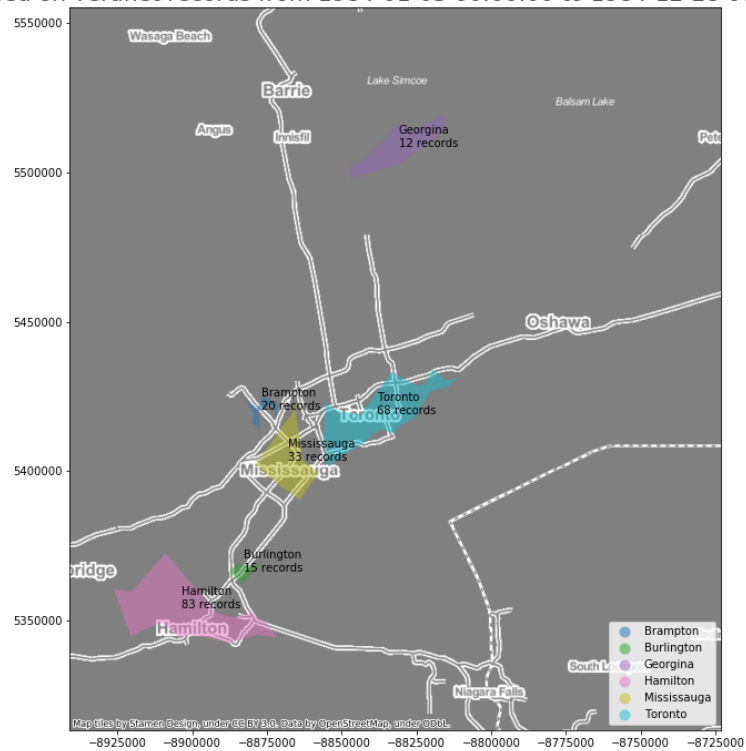 records from
5550000
Wasaga Beach
Lake Simcoe
Barrie
Balsam Lake
Angus
Innisfil
Georgina
12 records
5500000
5450000
Oshawa
Brampton
20 records
Toronto
68 records
Toronto
Mississauga
33 records
5400000
Mississauga
Burlington
15 records
Hamilton
83 records
5350000
Hamilton
Brampton
Burlington
Georgina
Hamilton
Mississauga
Toronto
South
Niagara Falls
Map tiles by Stamen Design, under CC BY 3.0. Data by OpenStreetMap, under ODbL.
−8925000 −8900000 −8875000 −8850000 −8825000 −8800000 −8775000 −8750000 −8725000